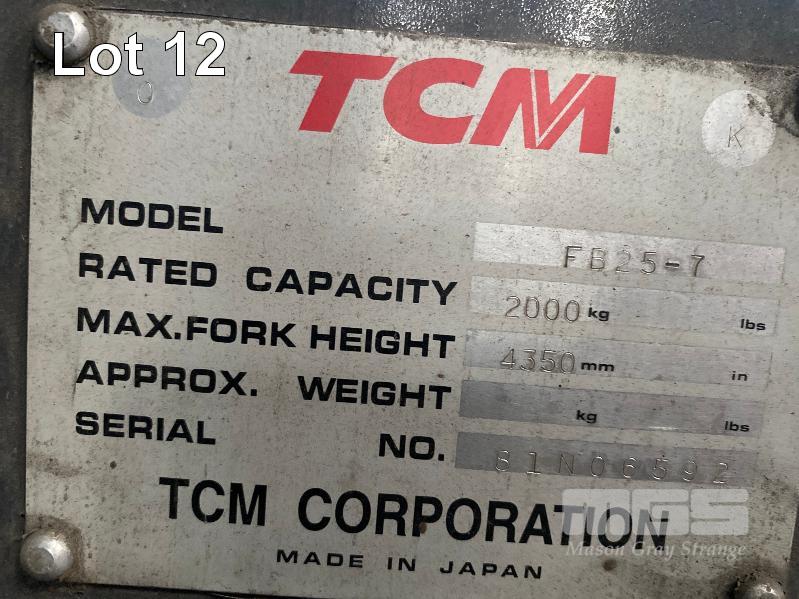 Lot 12
TCM
O
K
MODEL FB25-7
RATED CAPACITY 2000 kg lbs
MAX.FORK HEIGHT 4350 mm in
APPROX. WEIGHT kg lbs
SERIAL NO. 81N06592
TCM CORPORATION
MADE IN JAPAN
MGS
Mason Gray Strange